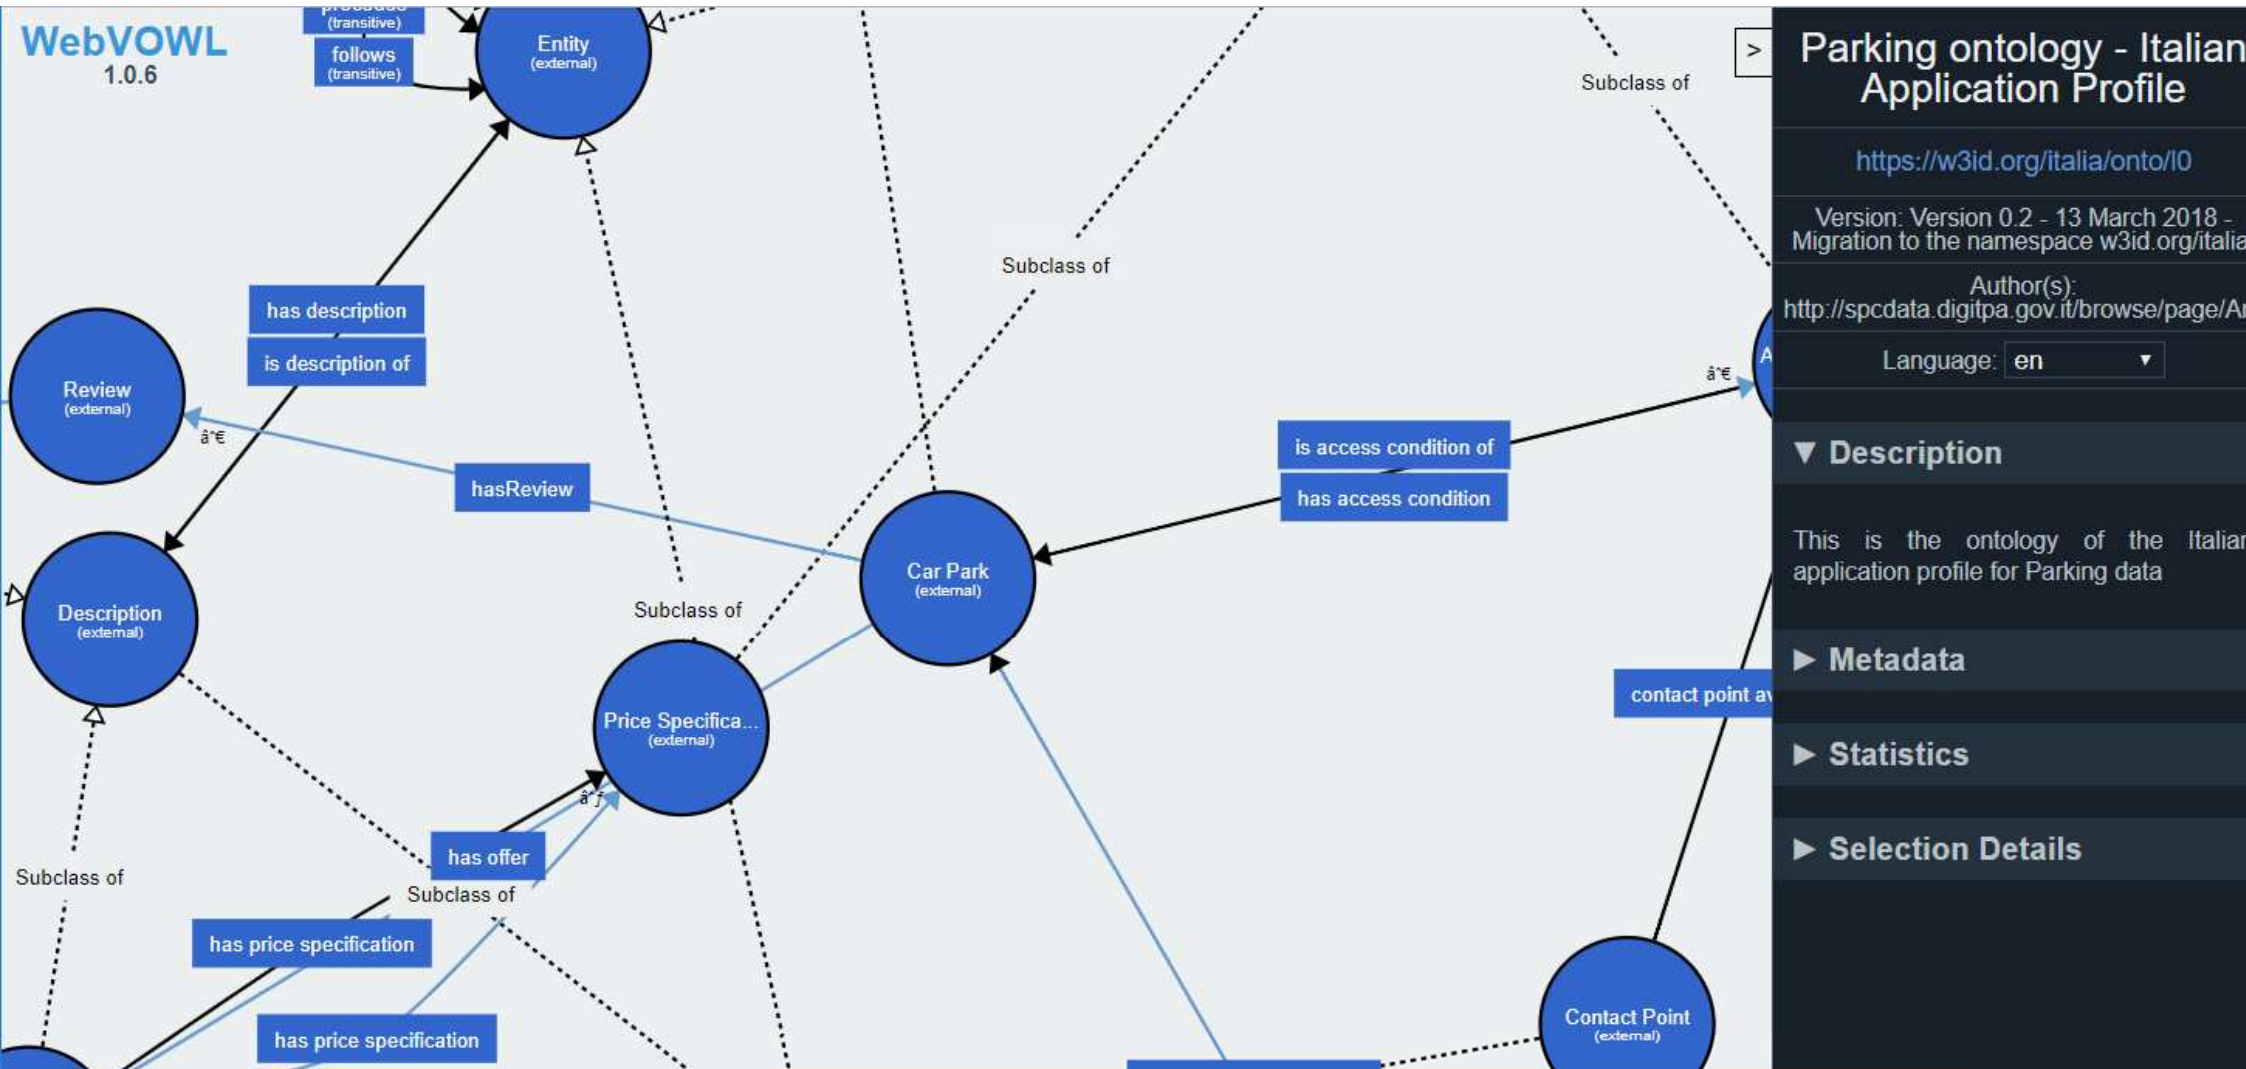 WebVOWL
1.0.6
(transitive)
follows
(transitive)
Entity
(external)
Subclass of
Subclass of
has description
is description of
Review
(external)
â^€
hasReview
is access condition of
has access condition
â^€
A
Car Park
(external)
Description
(external)
Subclass of
Price Specifica...
(external)
contact point av
â^ƒ
has offer
Subclass of
Subclass of
has price specification
has price specification
Contact Point
(external)
>
Parking ontology - Italian
Application Profile
https://w3id.org/italia/onto/l0
Version: Version 0.2 - 13 March 2018 -
Migration to the namespace w3id.org/italia
Author(s):
http://spcdata.digitpa.gov.it/browse/page/A
Language: en ▼
▼ Description
This is the ontology of the Italian
application profile for Parking data
▶ Metadata
▶ Statistics
▶ Selection Details